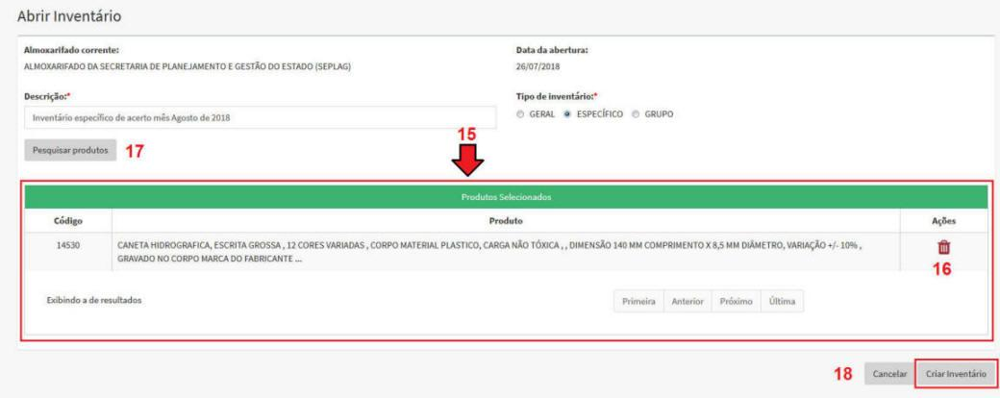 Abrir Inventário
Almoxarifado corrente:
Data da abertura:
ALMOXARIFADO DA SECRETARIA DE PLANEJAMENTO E GESTÃO DO ESTADO (SEPLAG)
26/07/2018
Descrição:*
Tipo de inventário:*
Inventário específico de acerto mês Agosto de 2018
GERAL ESPECÍFICO GRUPO
15
Pesquisar produtos 17
Produtos Selecionados
Código Produto Ações
14530 CANETA HIDROGRAFICA, ESCRITA GROSSA , 12 CORES VARIADAS , CORPO MATERIAL PLASTICO, CARGA NÃO TÓXICA , , DIMENSÃO 140 MM COMPRIMENTO X 8,5 MM DIÂMETRO, VARIAÇÃO +/- 10% ,
GRAVADO NO CORPO MARCA DO FABRICANTE ...
16
Exibindo a de resultados Primeira Anterior Próximo Última
18 Cancelar Criar Inventário